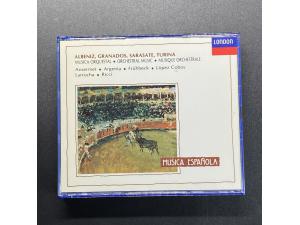 ALBENIZ, GRANADOS, SARASATE, TURINA
MUSICA ORQUESTAL • ORCHESTRAL MUSIC • MUSIQUE ORCHESTRALE
Ansermet • Argenta • Frühbeck • López Cobos
Larrocha • Ricci
LONDON
MUSICA ESPAÑOLA